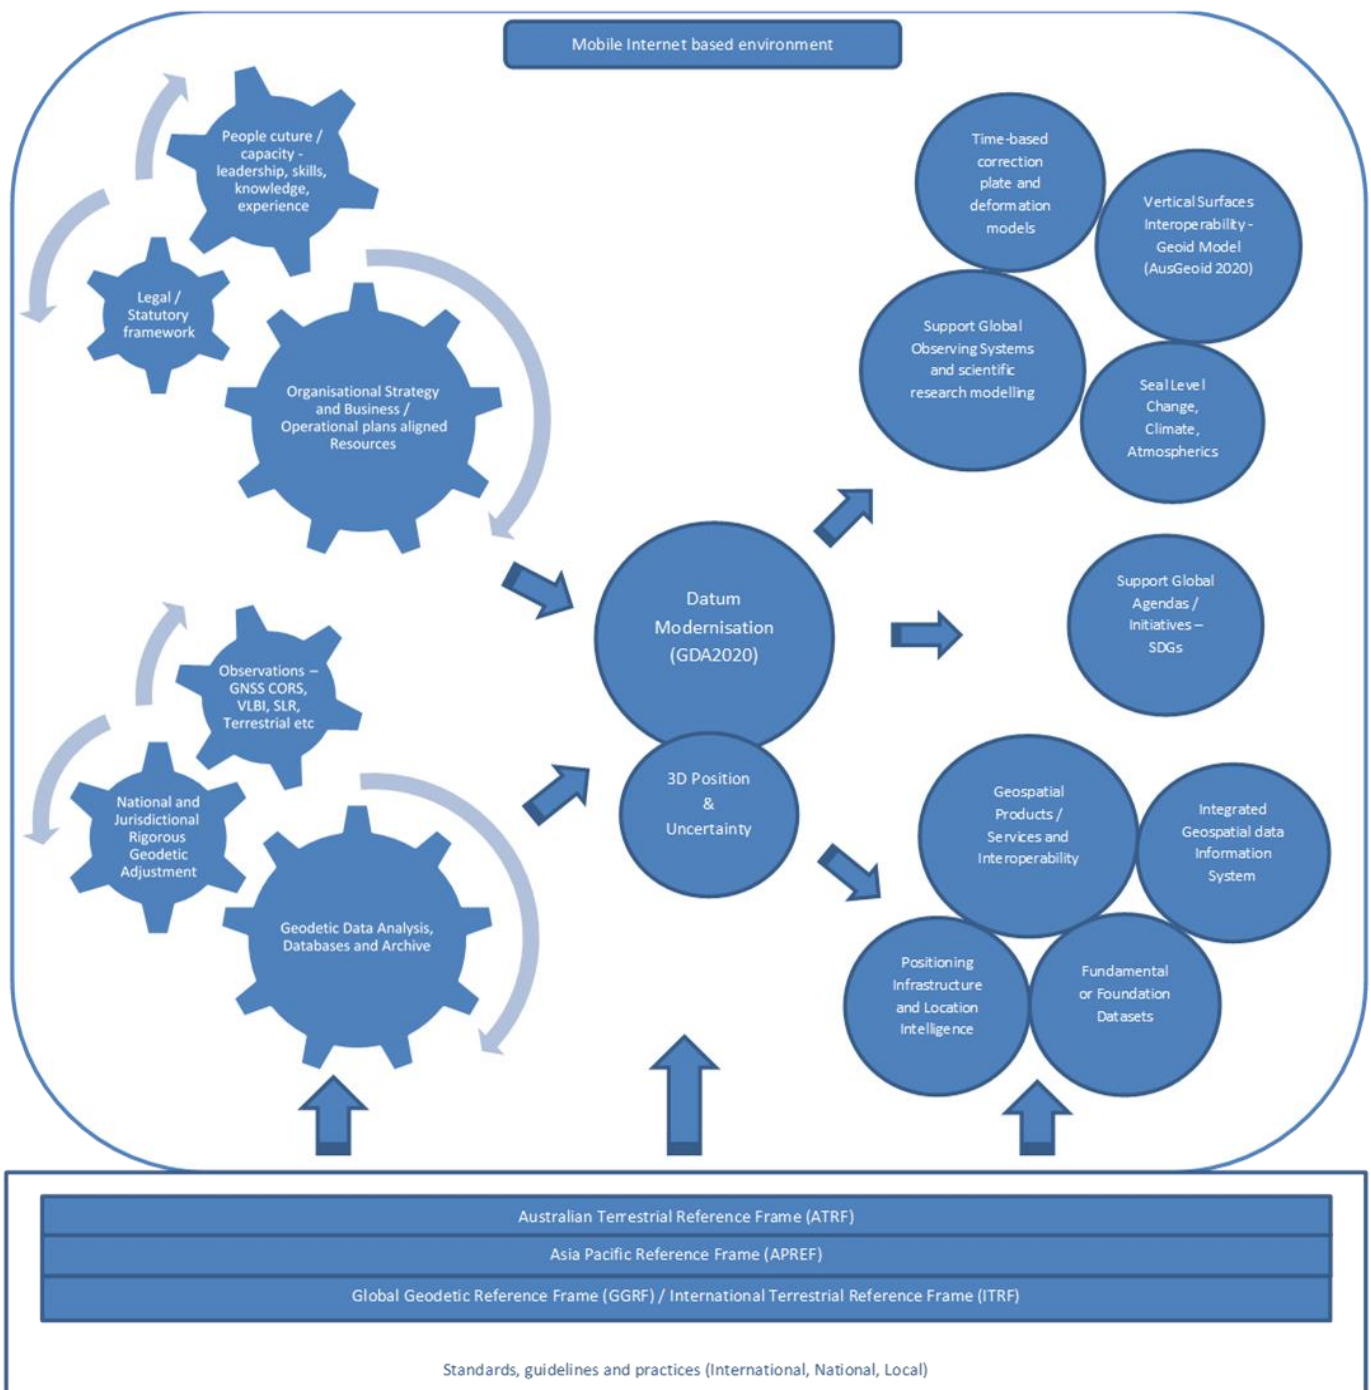 Mobile Internet based environment
People cuture /
capacity -
leadership, skills,
knowledge,
experience
Legal /
Statutory
framework
Organisational Strategy
and Business /
Operational plans aligned
Resources
Observations –
GNSS CORS,
VLBI, SLR,
Terrestrial etc
National and
Jurisdictional
Rigorous
Geodetic
Adjustment
Geodetic Data Analysis,
Databases and Archive
Datum
Modernisation
(GDA2020)
3D Position
&
Uncertainty
Time-based
correction
plate and
deformation
models
Vertical Surfaces
Interoperability -
Geoid Model
(AusGeoid 2020)
Support Global
Observing Systems
and scientific
research modelling
Seal Level
Change,
Climate,
Atmospherics
Support Global
Agendas /
Initiatives –
SDGs
Geospatial
Products /
Services and
Interoperability
Integrated
Geospatial data
Information
System
Positioning
Infrastructure
and Location
Intelligence
Fundamental
or Foundation
Datasets
Australian Terrestrial Reference Frame (ATRF)
Asia Pacific Reference Frame (APREF)
Global Geodetic Reference Frame (GGRF) / International Terrestrial Reference Frame (ITRF)
Standards, guidelines and practices (International, National, Local)